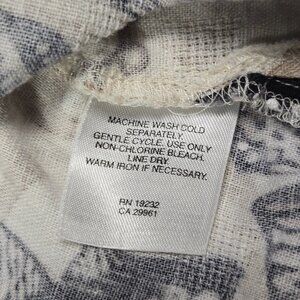 MACHINE WASH COLD
SEPARATELY.
GENTLE CYCLE. USE ONLY
NON-CHLORINE BLEACH.
LINE DRY.
WARM IRON IF NECESSARY.
RN 19232
CA 29961